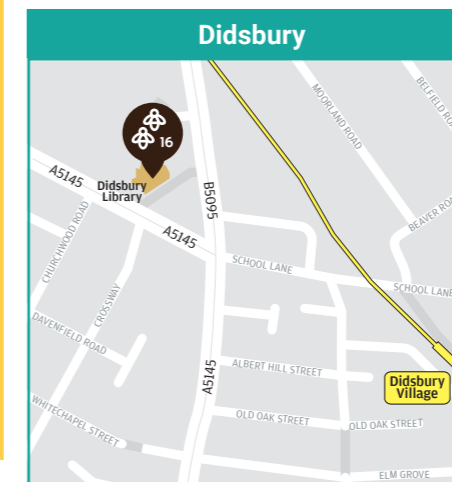 Didsbury
MOORLAND ROAD
BELFIELD ROAD
16
A5145
Didsbury
Library
B5095
CHURCHWOOD ROAD
BEAVER ROAD
A5145
SCHOOL LANE
SCHOOL LANE
CROSSWAY
DAVENFIELD ROAD
A5145
ALBERT HILL STREET
Didsbury
Village
WHITECHAPEL STREET
OLD OAK STREET
OLD OAK STREET
ELM GROVE